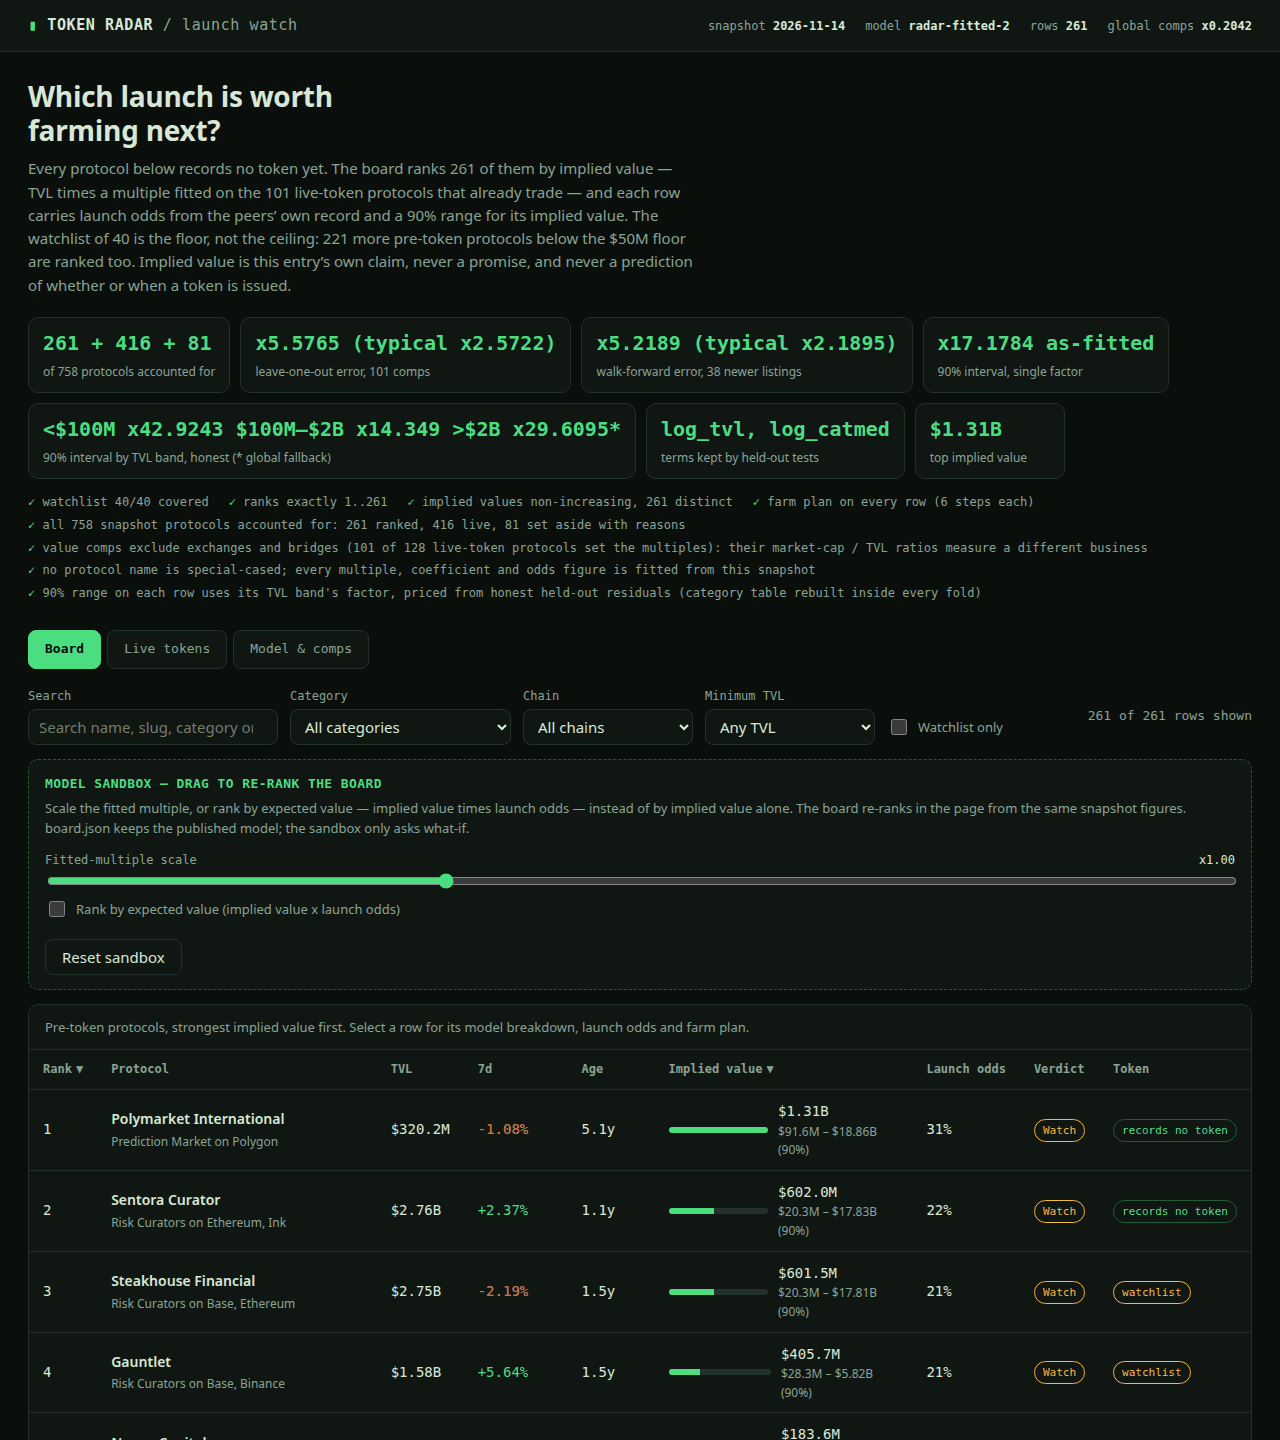 TOKEN RADAR / launch watch
snapshot 2026-11-14 model radar-fitted-2 rows 261 global comps x0.2042
Which launch is worth
farming next?
Every protocol below records no token yet. The board ranks 261 of them by implied value —
TVL times a multiple fitted on the 101 live-token protocols that already trade — and each row
carries launch odds from the peers’ own record and a 90% range for its implied value. The
watchlist of 40 is the floor, not the ceiling: 221 more pre-token protocols below the $50M floor
are ranked too. Implied value is this entry’s own claim, never a promise, and never a prediction
of whether or when a token is issued.
261 + 416 + 81
of 758 protocols accounted for
x5.5765 (typical x2.5722)
leave-one-out error, 101 comps
x5.2189 (typical x2.1895)
walk-forward error, 38 newer listings
x17.1784 as-fitted
90% interval, single factor
<$100M x42.9243 $100M–$2B x14.349 >$2B x29.6095*
90% interval by TVL band, honest (* global fallback)
log_tvl, log_catmed
terms kept by held-out tests
$1.31B
top implied value
✓ watchlist 40/40 covered ✓ ranks exactly 1..261 ✓ implied values non-increasing, 261 distinct ✓ farm plan on every row (6 steps each)
✓ all 758 snapshot protocols accounted for: 261 ranked, 416 live, 81 set aside with reasons
✓ value comps exclude exchanges and bridges (101 of 128 live-token protocols set the multiples): their market-cap / TVL ratios measure a different business
✓ no protocol name is special-cased; every multiple, coefficient and odds figure is fitted from this snapshot
✓ 90% range on each row uses its TVL band's factor, priced from honest held-out residuals (category table rebuilt inside every fold)
Board Live tokens Model & comps
Search Category Chain Minimum TVL
Search name, slug, category or All categories All chains Any TVL Watchlist only 261 of 261 rows shown
MODEL SANDBOX — DRAG TO RE-RANK THE BOARD
Scale the fitted multiple, or rank by expected value — implied value times launch odds — instead of by implied value alone. The board re-ranks in the page from the same snapshot figures.
board.json keeps the published model; the sandbox only asks what-if.
Fitted-multiple scale x1.00
Rank by expected value (implied value x launch odds)
Reset sandbox
Pre-token protocols, strongest implied value first. Select a row for its model breakdown, launch odds and farm plan.
Rank ▼ Protocol TVL 7d Age Implied value ▼ Launch odds Verdict Token
1 Polymarket International $320.2M -1.08% 5.1y $1.31B 31% Watch records no token
Prediction Market on Polygon $91.6M – $18.86B
(90%)
2 Sentora Curator $2.76B +2.37% 1.1y $602.0M 22% Watch records no token
Risk Curators on Ethereum, Ink $20.3M – $17.83B
(90%)
3 Steakhouse Financial $2.75B -2.19% 1.5y $601.5M 21% Watch watchlist
Risk Curators on Base, Ethereum $20.3M – $17.81B
(90%)
4 Gauntlet $1.58B +5.64% 1.5y $405.7M 21% Watch watchlist
Risk Curators on Base, Binance $28.3M – $5.82B
(90%)
$183.6M